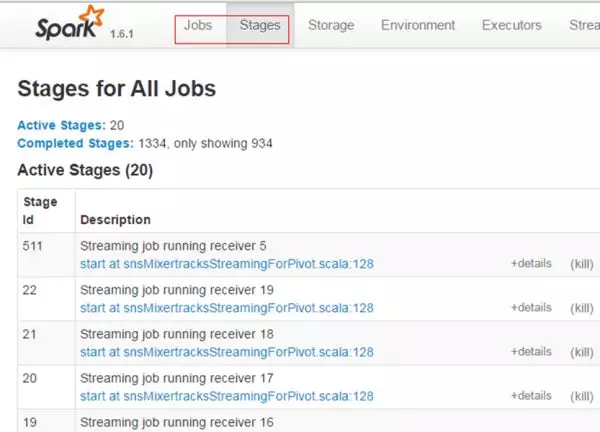 Spark 1.6.1 Jobs Stages Storage Environment Executors Strea
Stages for All Jobs
Active Stages: 20
Completed Stages: 1334, only showing 934
Active Stages (20)
Stage Id Description
511 Streaming job running receiver 5
start at snsMixertracksStreamingForPivot.scala:128 +details (kill)
22 Streaming job running receiver 19
start at snsMixertracksStreamingForPivot.scala:128 +details (kill)
21 Streaming job running receiver 18
start at snsMixertracksStreamingForPivot.scala:128 +details (kill)
20 Streaming job running receiver 17
start at snsMixertracksStreamingForPivot.scala:128 +details (kill)
19 Streaming job running receiver 16